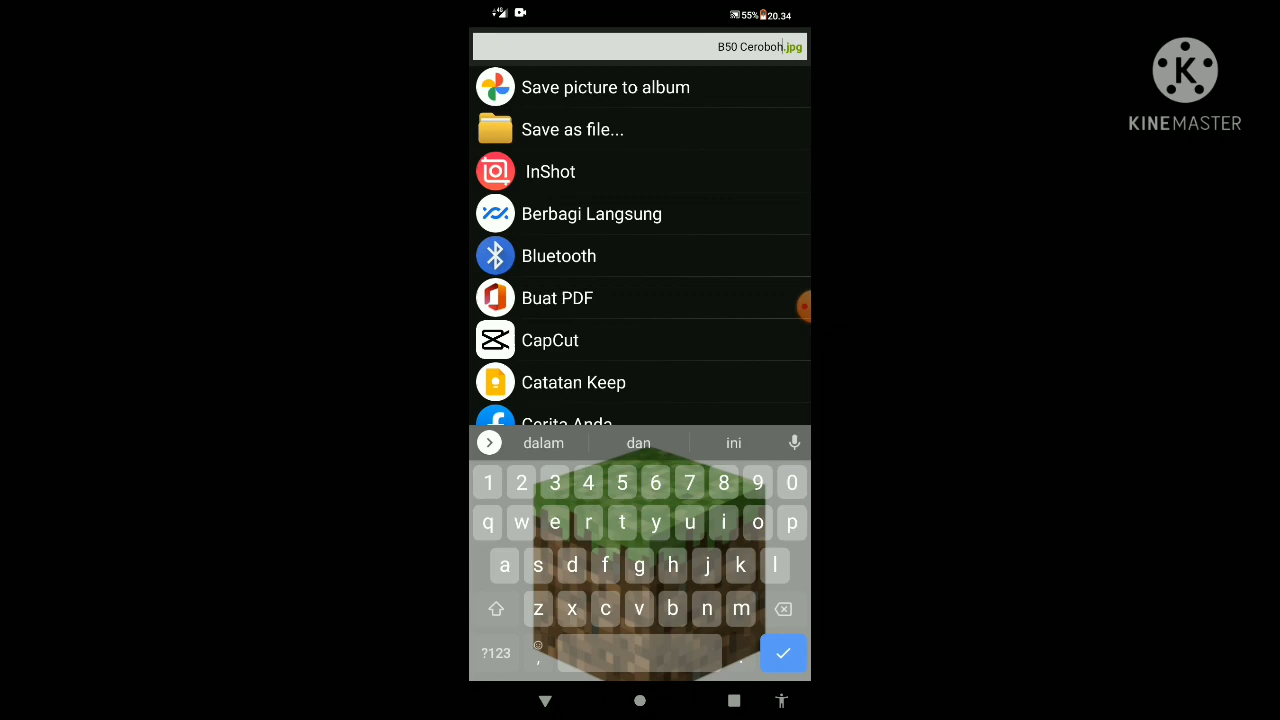 4G 55% 20.34
B50 Ceroboh.jpg
Save picture to album
Save as file...
InShot
Berbagi Langsung
Bluetooth
Buat PDF
CapCut
Catatan Keep
Cerita Anda
dalam dan ini
1 2 3 4 5 6 7 8 9 0
q w e r t y u i o p
a s d f g h j k l
z x c v b n m
?123 , .
K
KINEMASTER